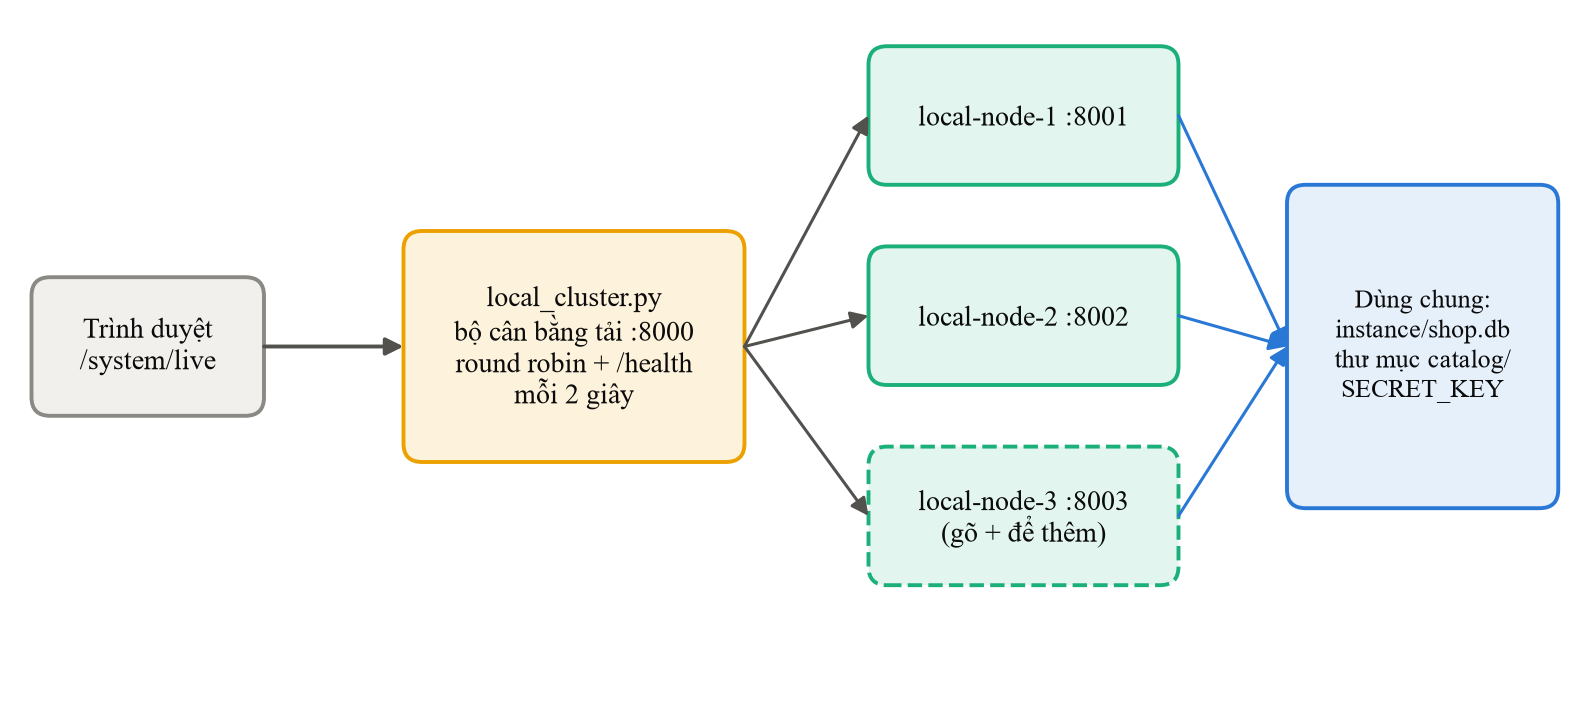 Trình duyệt
/system/live
local_cluster.py
bộ cân bằng tải :8000
round robin + /health
mỗi 2 giây
local-node-1 :8001
local-node-2 :8002
local-node-3 :8003
(gõ + để thêm)
Dùng chung:
instance/shop.db
thư mục catalog/
SECRET_KEY